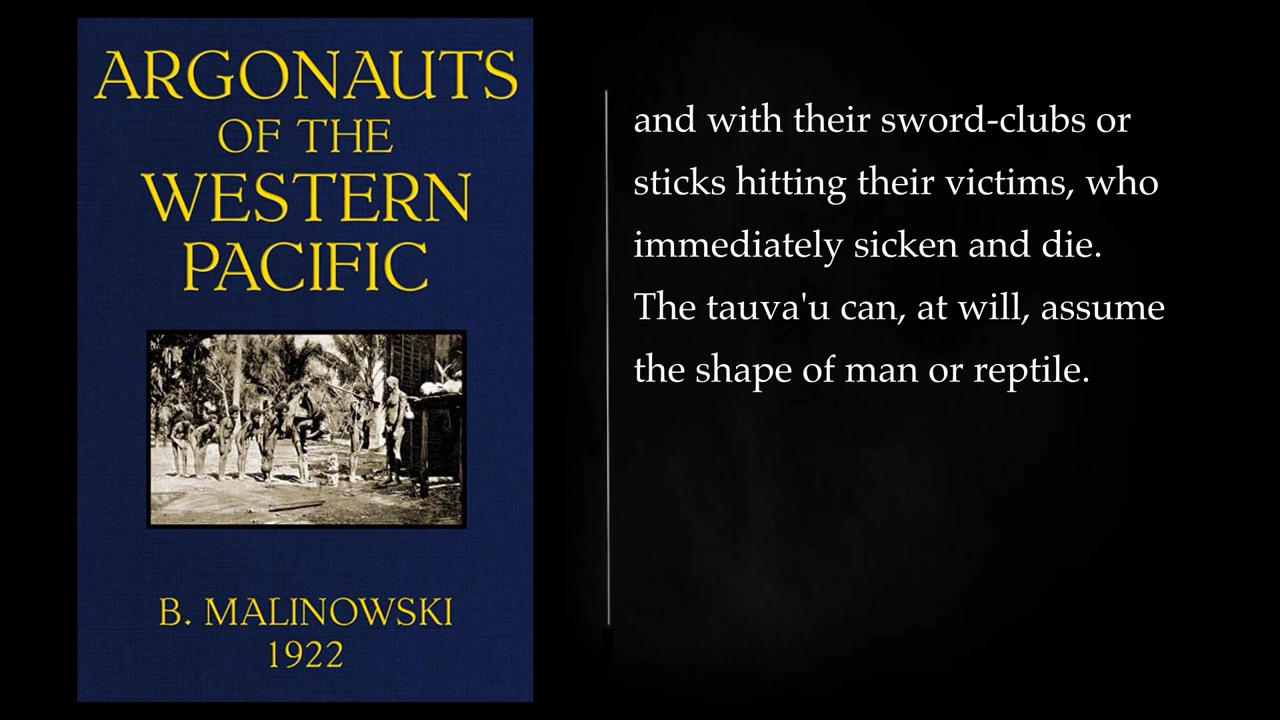 ARGONAUTS
OF THE
WESTERN
PACIFIC
B. MALINOWSKI
1922
and with their sword-clubs or
sticks hitting their victims, who
immediately sicken and die.
The tauva'u can, at will, assume
the shape of man or reptile.